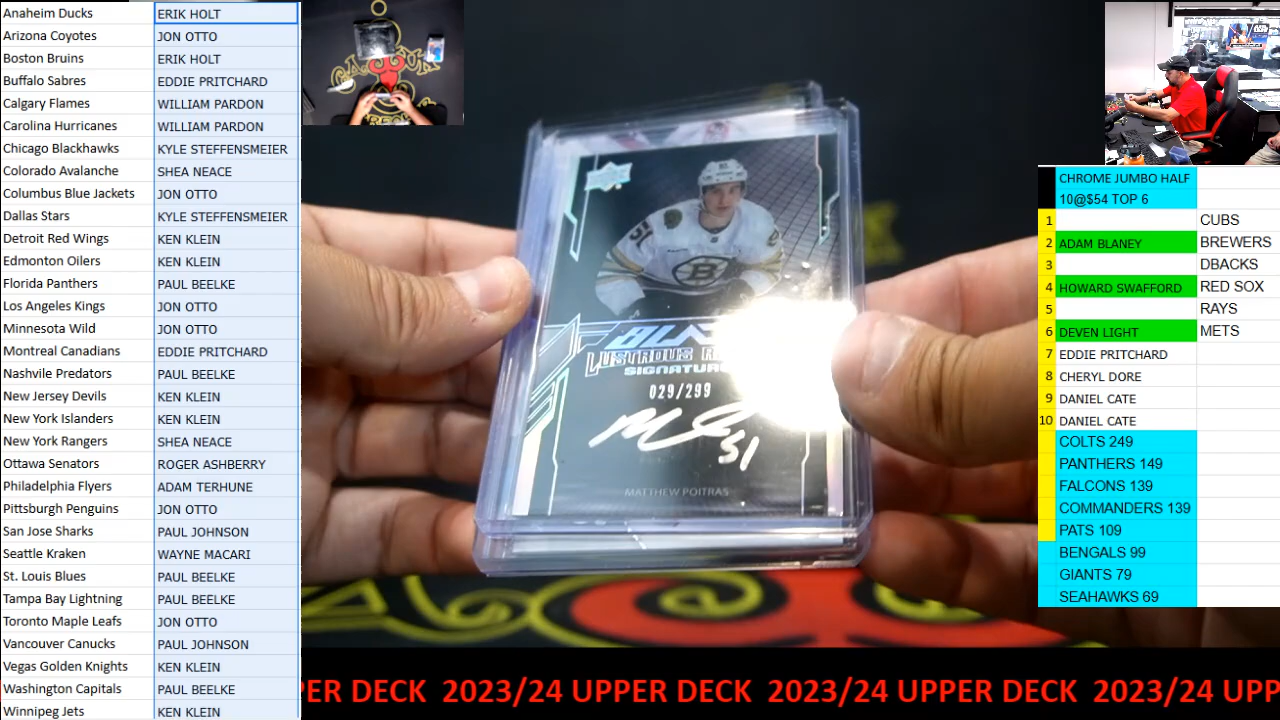 Anaheim Ducks ERIK HOLT
Arizona Coyotes JON OTTO
Boston Bruins ERIK HOLT
Buffalo Sabres EDDIE PRITCHARD
Calgary Flames WILLIAM PARDON
Carolina Hurricanes WILLIAM PARDON
Chicago Blackhawks KYLE STEFFENSMEIER
Colorado Avalanche SHEA NEACE
Columbus Blue Jackets JON OTTO
Dallas Stars KYLE STEFFENSMEIER
Detroit Red Wings KEN KLEIN
Edmonton Oilers KEN KLEIN
Florida Panthers PAUL BEELKE
Los Angeles Kings JON OTTO
Minnesota Wild JON OTTO
Montreal Canadians EDDIE PRITCHARD
Nashvile Predators PAUL BEELKE
New Jersey Devils KEN KLEIN
New York Islanders KEN KLEIN
New York Rangers SHEA NEACE
Ottawa Senators ROGER ASHBERRY
Philadelphia Flyers ADAM TERHUNE
Pittsburgh Penguins JON OTTO
San Jose Sharks PAUL JOHNSON
Seattle Kraken WAYNE MACARI
St. Louis Blues PAUL BEELKE
Tampa Bay Lightning PAUL BEELKE
Toronto Maple Leafs JON OTTO
Vancouver Canucks PAUL JOHNSON
Vegas Golden Knights KEN KLEIN
Washington Capitals PAUL BEELKE
Winnipeg Jets KEN KLEIN
51
B
LUSTROUS
SIGNATUR
029/299
51
MATTHEW POITRAS
CHROME JUMBO HALF
10@$54 TOP 6
1 CUBS
2 ADAM BLANEY BREWERS
3 DBACKS
4 HOWARD SWAFFORD RED SOX
5 RAYS
6 DEVEN LIGHT METS
7 EDDIE PRITCHARD
8 CHERYL DORE
9 DANIEL CATE
10 DANIEL CATE
COLTS 249
PANTHERS 149
FALCONS 139
COMMANDERS 139
PATS 109
BENGALS 99
GIANTS 79
SEAHAWKS 69
PER DECK 2023/24 UPPER DECK 2023/24 UPPER DECK 2023/24 UPP